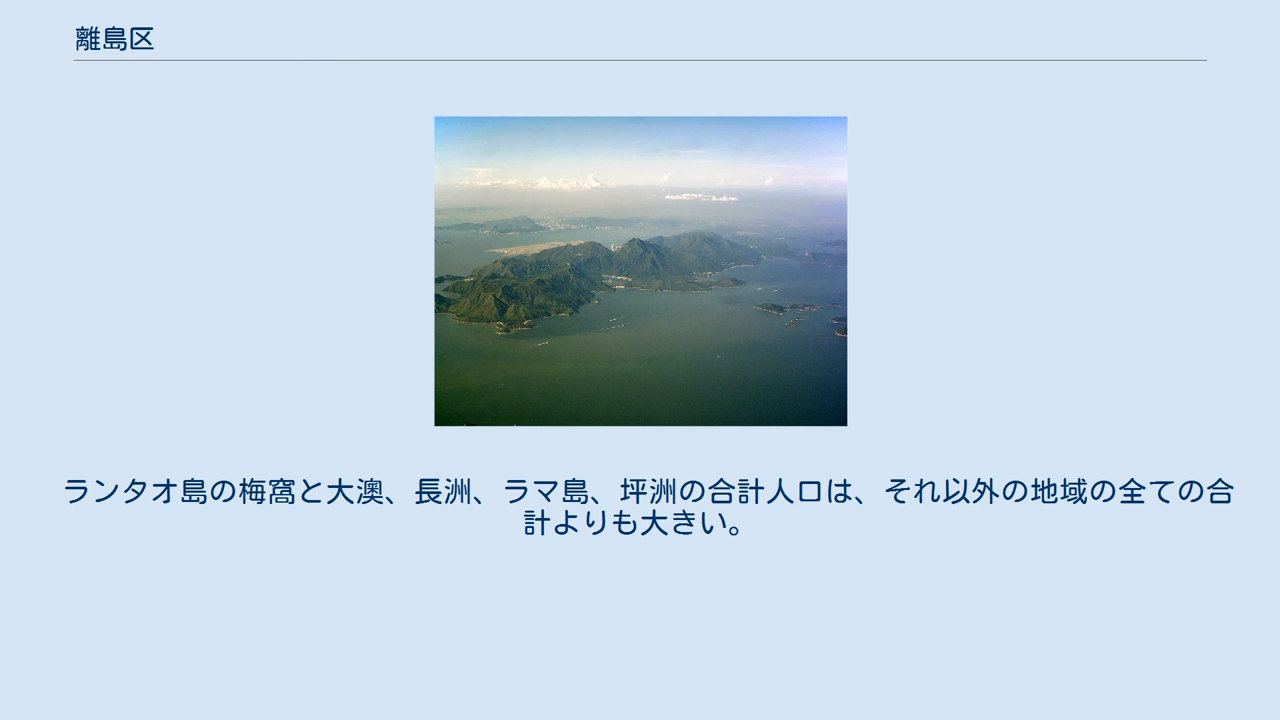 離島区
ランタオ島の梅窩と大澳、長洲、ラマ島、坪洲の合計人口は、それ以外の地域の全ての合
計よりも大きい。